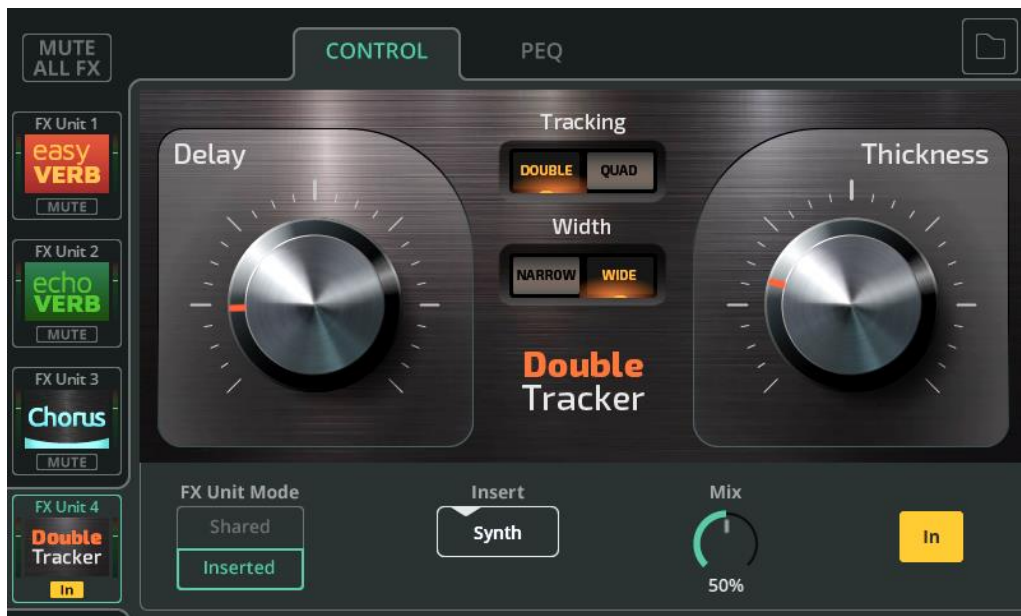 MUTE
ALL FX
CONTROL
PEQ
FX Unit 1
easy
VERB
MUTE
FX Unit 2
echo
VERB
MUTE
FX Unit 3
Chorus
MUTE
FX Unit 4
Double
Tracker
In
Delay
Tracking
DOUBLE QUAD
Width
NARROW WIDE
Double
Tracker
Thickness
FX Unit Mode
Shared
Inserted
Insert
Synth
Mix
50%
In